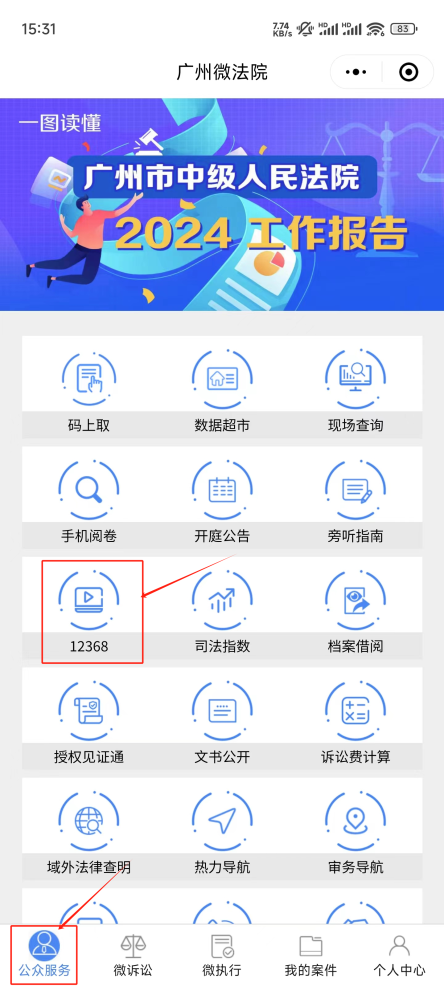 15:31
7.74 KB/s HD HD 6 83
广州微法院
一图读懂
广州市中级人民法院
2024 工作报告
码上取 数据超市 现场查询
手机阅卷 开庭公告 旁听指南
12368 司法指数 档案借阅
授权见证通 文书公开 诉讼费计算
域外法律查明 热力导航 审务导航
公众服务 微诉讼 微执行 我的案件 个人中心